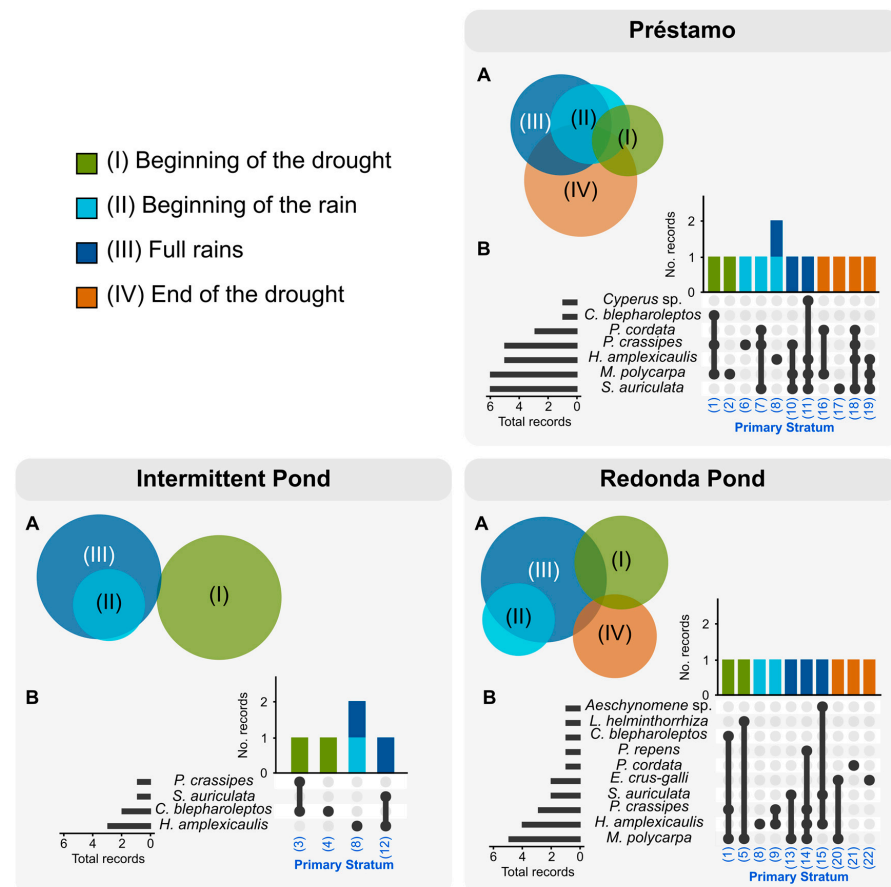 Préstamo
A
(III)
(II)
(I)
(IV)
(I) Beginning of the drought
(II) Beginning of the rain
(III) Full rains
(IV) End of the drought
B
No. records
2
1
0
Cyperus sp.
C. blepharoleptos
P. cordata
P. crassipes
H. amplexicaulis
M. polycarpa
S. auriculata
6 4 2 0
Total records
(1) (2) (6) (7) (8) (10) (11) (16) (17) (18) (19)
Primary Stratum
Intermittent Pond
A
(III)
(II)
(I)
B
No. records
2
1
0
P. crassipes
S. auriculata
C. blepharoleptos
H. amplexicaulis
6 4 2 0
Total records
(3) (4) (8) (12)
Primary Stratum
Redonda Pond
A
(III)
(I)
(II)
(IV)
B
No. records
2
1
0
Aeschynomene sp.
L. helminthorrhiza
C. blepharoleptos
P. repens
P. cordata
E. crus-galli
S. auriculata
P. crassipes
H. amplexicaulis
M. polycarpa
6 4 2 0
Total records
(1) (5) (8) (9) (13) (14) (15) (20) (21) (22)
Primary Stratum